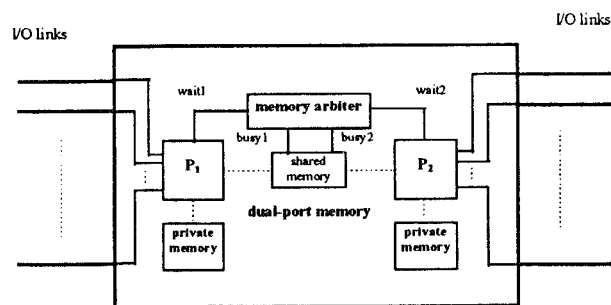 I/O links
I/O links
wait1
memory arbiter
wait2
busy1
busy2
P1
shared
memory
P2
dual-port memory
private
memory
private
memory